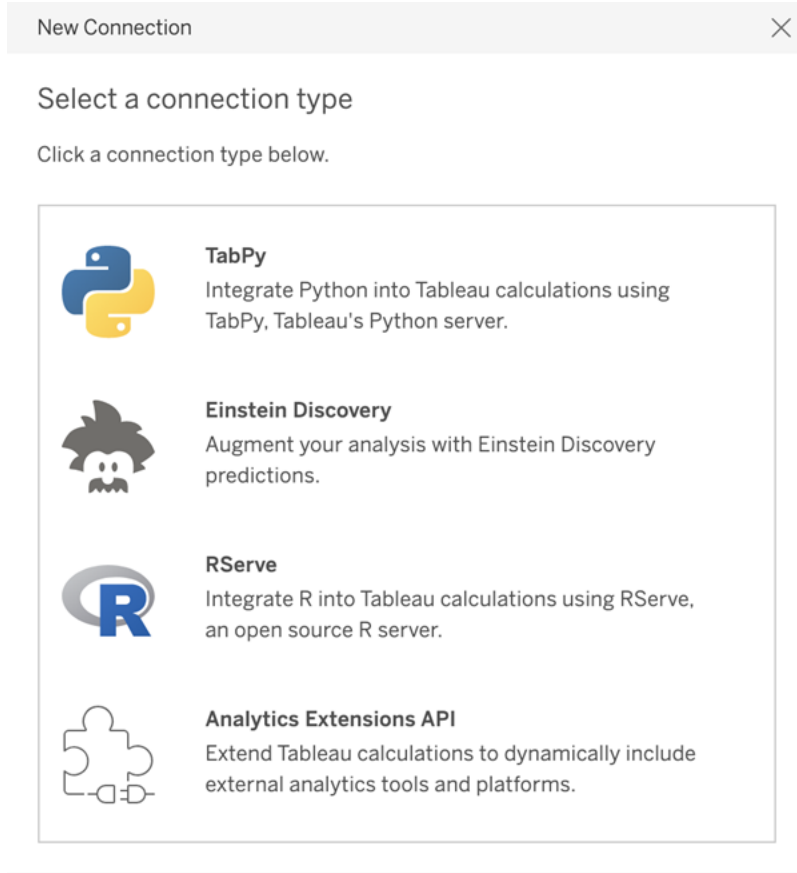 New Connection
Select a connection type
Click a connection type below.
TabPy
Integrate Python into Tableau calculations using
TabPy, Tableau's Python server.
Einstein Discovery
Augment your analysis with Einstein Discovery
predictions.
R
RServe
Integrate R into Tableau calculations using RServe,
an open source R server.
Analytics Extensions API
Extend Tableau calculations to dynamically include
external analytics tools and platforms.